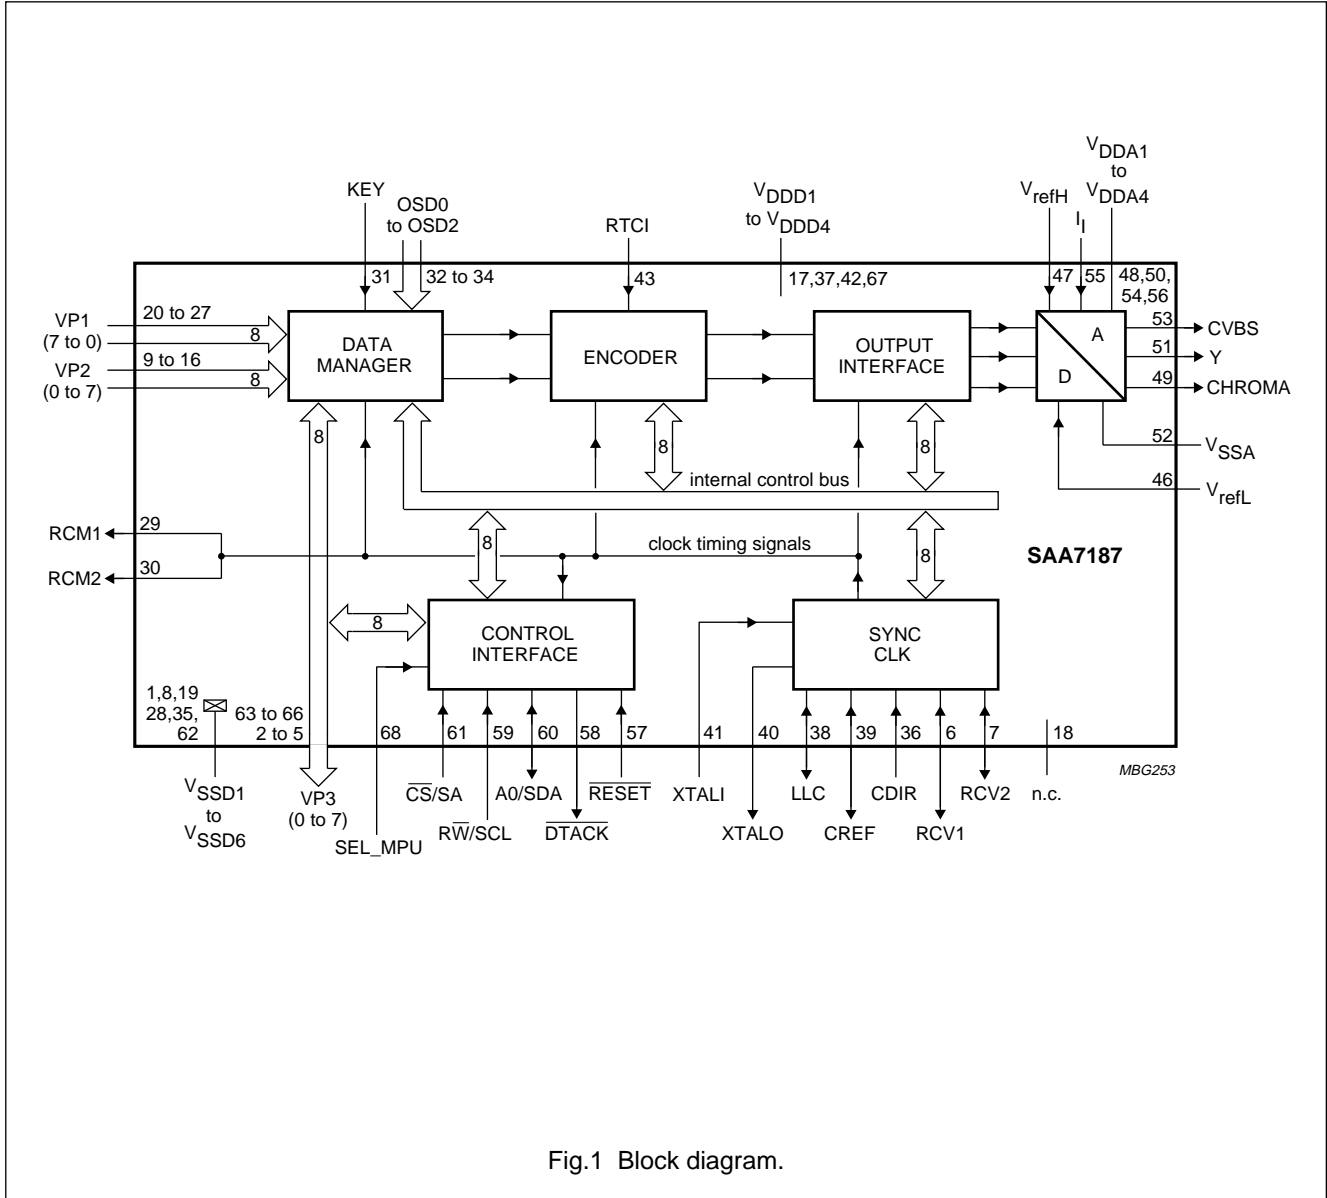 KEY
OSD0
to OSD2
RTCI
VDDD1
to VDDD4
VrefH
II
VDDA1
to
VDDA4
31
32 to 34
43
17,37,42,67
47
55
48,50,
54,56
VP1
(7 to 0)
20 to 27
8
VP2
(0 to 7)
9 to 16
8
DATA
MANAGER
ENCODER
OUTPUT
INTERFACE
A
D
53
CVBS
51
Y
49
CHROMA
52
VSSA
46
VrefL
8
8
8
internal control bus
RCM1
29
RCM2
30
8
clock timing signals
8
SAA7187
8
CONTROL
INTERFACE
SYNC
CLK
1,8,19
28,35,
62
63 to 66
2 to 5
68
61
59
60
58
57
41
40
38
39
36
6
7
18
MBG253
VSSD1
to
VSSD6
VP3
(0 to 7)
SEL_MPU
C̅S̅/SA
RW̅/SCL
A0/SDA
D̅T̅A̅C̅K̅
R̅E̅S̅E̅T̅
XTALI
XTALO
LLC
CREF
CDIR
RCV1
RCV2
n.c.
Fig.1 Block diagram.